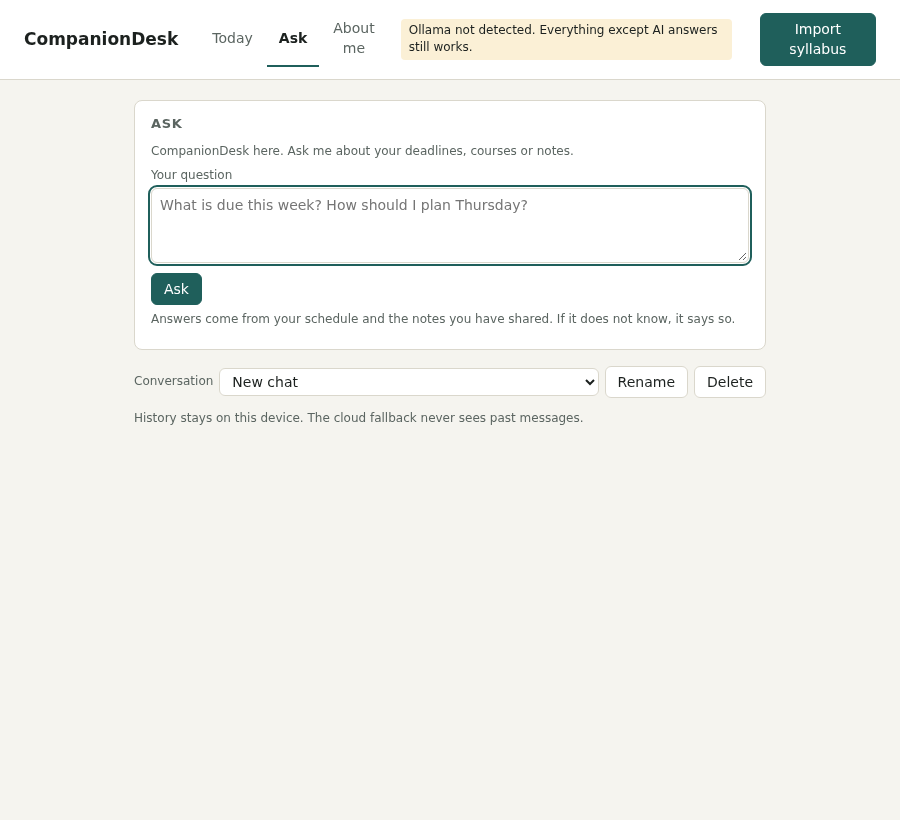 CompanionDesk
Today
Ask
About
me
Ollama not detected. Everything except AI answers
still works.
Import
syllabus
ASK
CompanionDesk here. Ask me about your deadlines, courses or notes.
Your question
What is due this week? How should I plan Thursday?
Ask
Answers come from your schedule and the notes you have shared. If it does not know, it says so.
Conversation
New chat
Rename
Delete
History stays on this device. The cloud fallback never sees past messages.